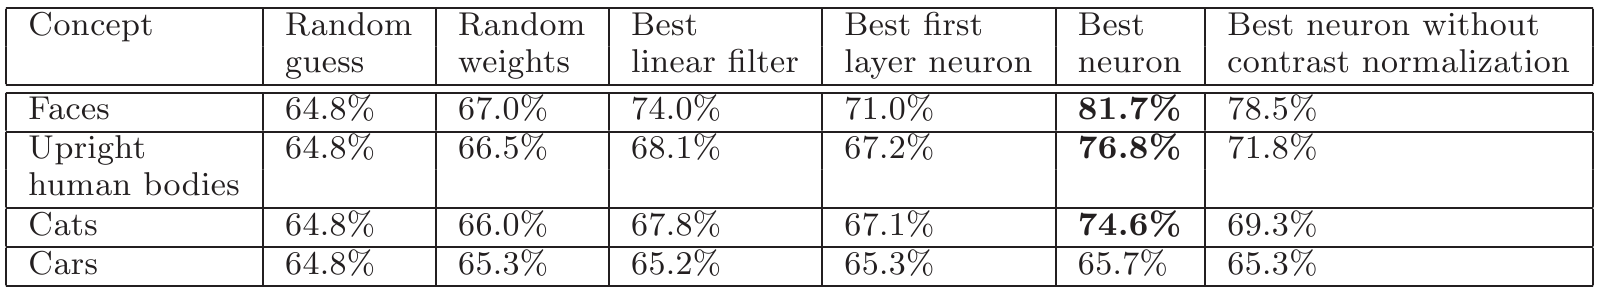 Concept Random Random Best Best first Best Best neuron without
guess weights linear filter layer neuron neuron contrast normalization
Faces 64.8% 67.0% 74.0% 71.0% 81.7% 78.5%
Upright 64.8% 66.5% 68.1% 67.2% 76.8% 71.8%
human bodies
Cats 64.8% 66.0% 67.8% 67.1% 74.6% 69.3%
Cars 64.8% 65.3% 65.2% 65.3% 65.7% 65.3%